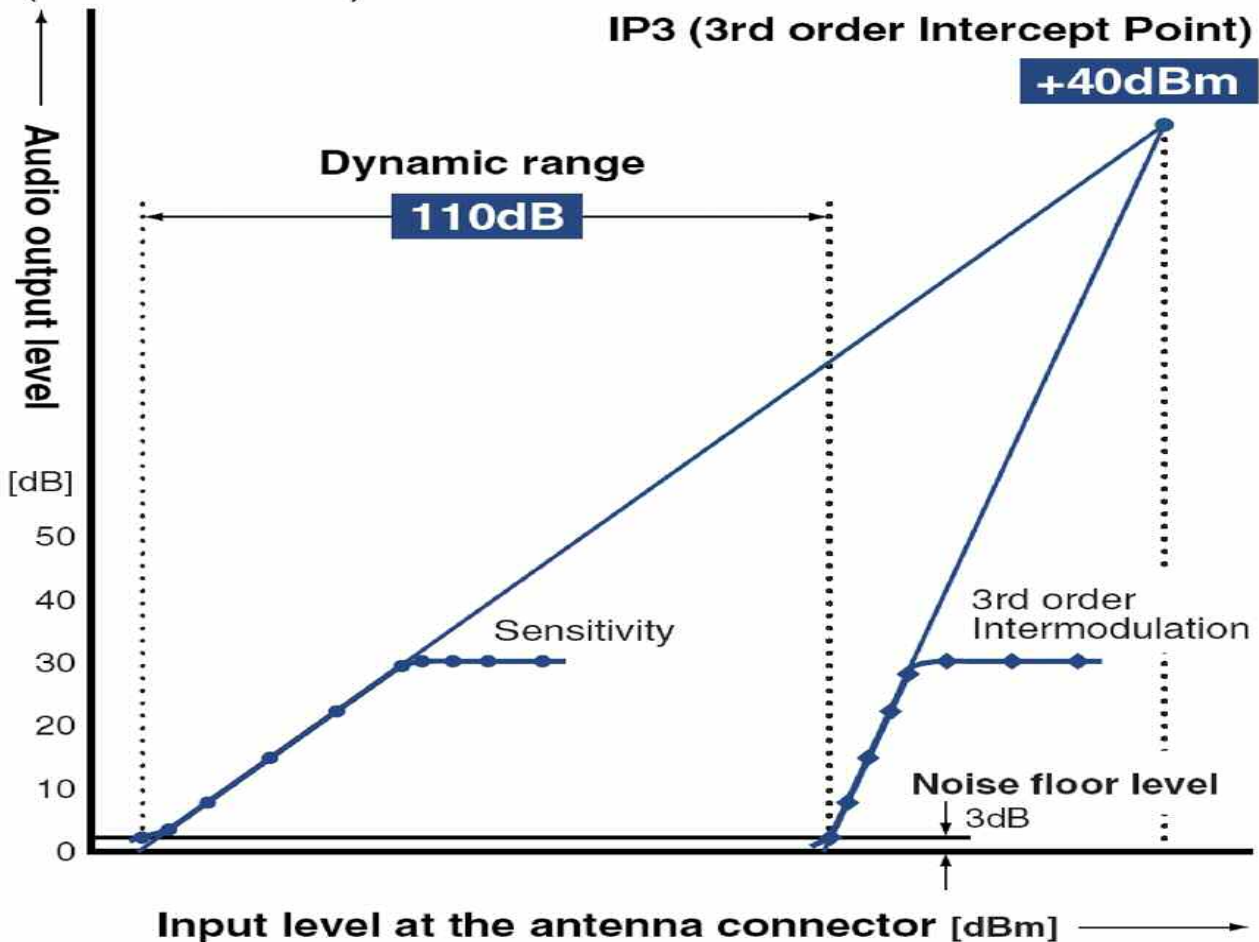 IP3 (3rd order Intercept Point)
+40dBm
Dynamic range
110dB
Audio output level
[dB]
50
40
30
20
10
0
Sensitivity
3rd order
Intermodulation
Noise floor level
3dB
Input level at the antenna connector [dBm]